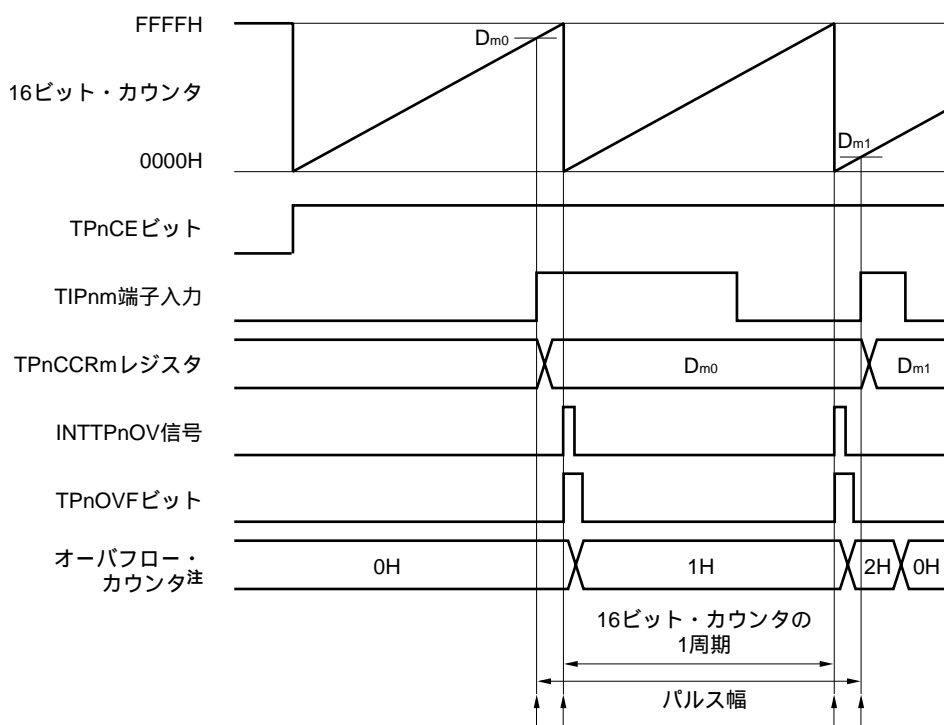 FFFFH
Dm0
16ビット・カウンタ
Dm1
0000H
TPnCEビット
TIPnm端子入力
TPnCCRmレジスタ
Dm0
Dm1
INTTPnOV信号
TPnOVFビット
オーバフロー・
カウンタ注
0H
1H
2H
0H
16ビット・カウンタの
1周期
パルス幅